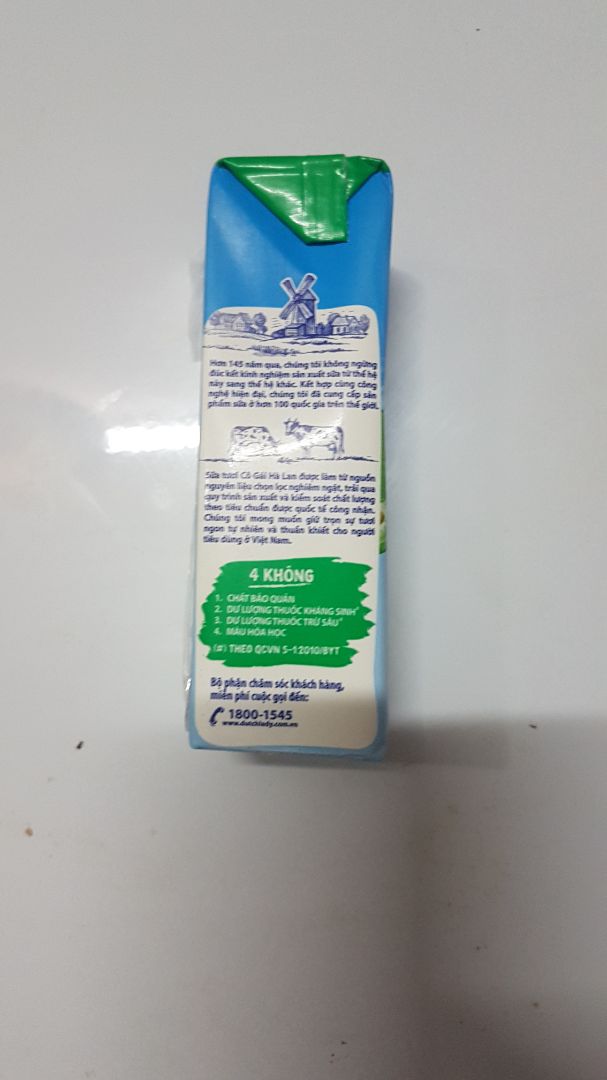 Hơn 145 năm qua, chúng tôi không ngừng
đúc kết kinh nghiệm sản xuất sữa từ thế hệ
này sang thế hệ khác. Kết hợp cùng công
nghệ hiện đại, chúng tôi đã cung cấp sản
phẩm sữa ở hơn 100 quốc gia trên thế giới.
Sữa tươi Cô Gái Hà Lan được làm từ nguồn
nguyên liệu chọn lọc nghiêm ngặt, trải qua
quy trình sản xuất và kiểm soát chất lượng
theo tiêu chuẩn được quốc tế công nhận.
Chúng tôi mong muốn giữ trọn sự tươi
ngon tự nhiên và thuần khiết cho người
tiêu dùng ở Việt Nam.
4 KHÔNG
1. CHẤT BẢO QUẢN
2. DƯ LƯỢNG THUỐC KHÁNG SINH#
3. DƯ LƯỢNG THUỐC TRỪ SÂU#
4. MÀU HÓA HỌC
(#) THEO QCVN 5-1:2010/BYT
Bộ phận chăm sóc khách hàng,
miễn phí cuộc gọi đến:
1800-1545
www.dutchlady.com.vn